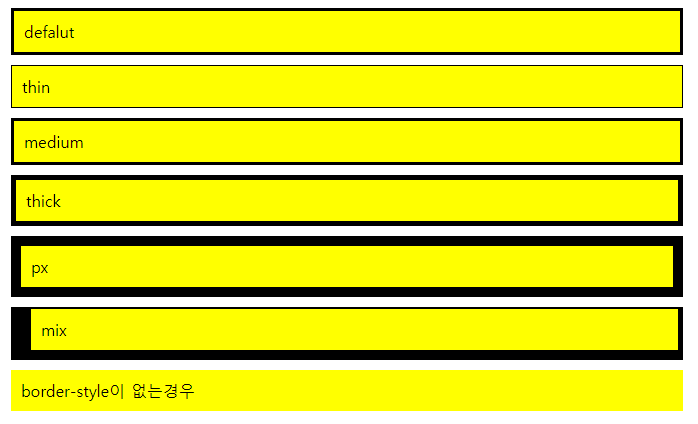 defalut
thin
medium
thick
px
mix
border-style이 없는경우